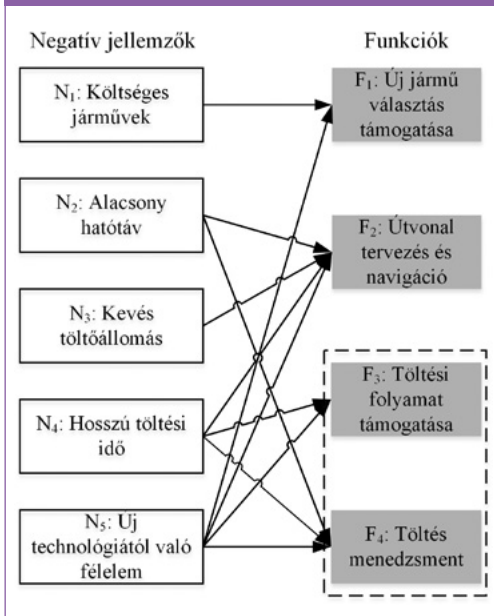 Negatív jellemzők
Funkciók
N₁: Költséges
járművek
N₂: Alacsony
hatótáv
N₃: Kevés
töltőállomás
N₄: Hosszú töltési
idő
N₅: Uj
technológiától való
félelem
F₁: Új jármű
választás
támogatása
F₂: Útvonal
tervezés és
navigáció
F₃: Töltési
folyamat
támogatása
F₄: Töltés
menedzsment